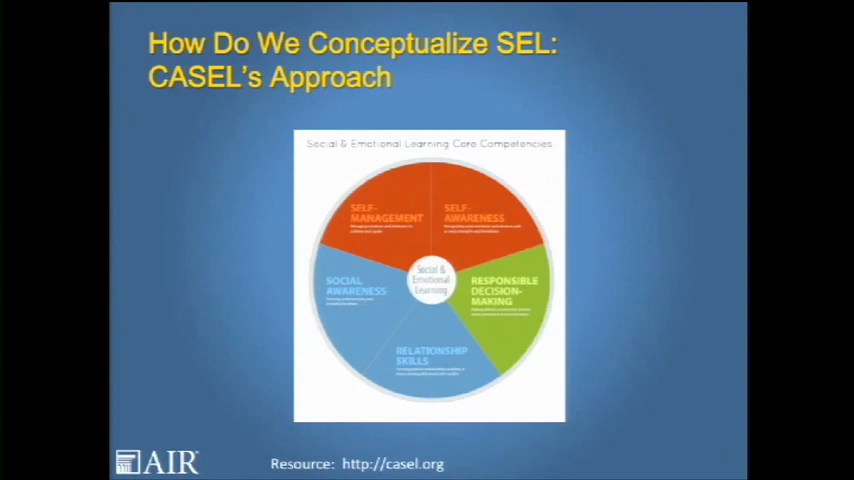 How Do We Conceptualize SEL:
CASEL's Approach
Social & Emotional Learning Core Competencies
SELF-
MANAGEMENT
SELF-
AWARENESS
SOCIAL
AWARENESS
Social &
Emotional
Learning
RESPONSIBLE
DECISION-
MAKING
RELATIONSHIP
SKILLS
AIR
Resource: http://casel.org